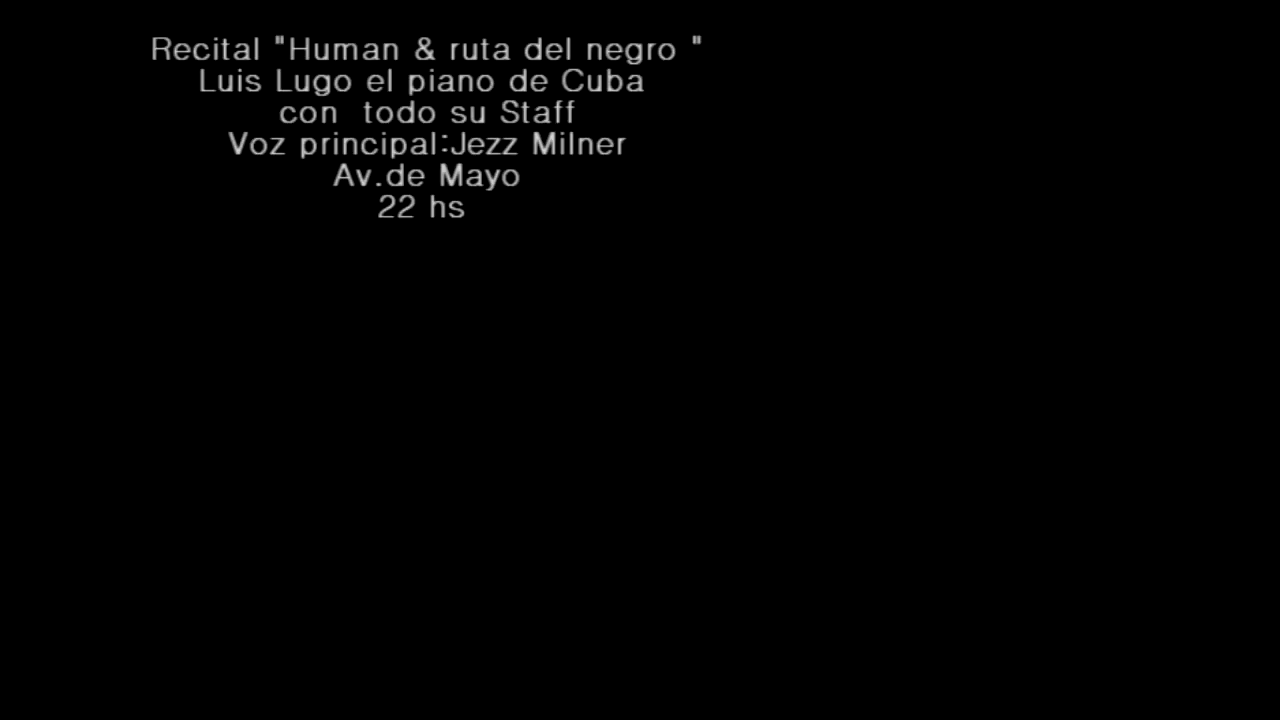 Recital "Human & ruta del negro "
Luis Lugo el piano de Cuba
con  todo su Staff
Voz principal:Jezz Milner
Av.de Mayo
22 hs